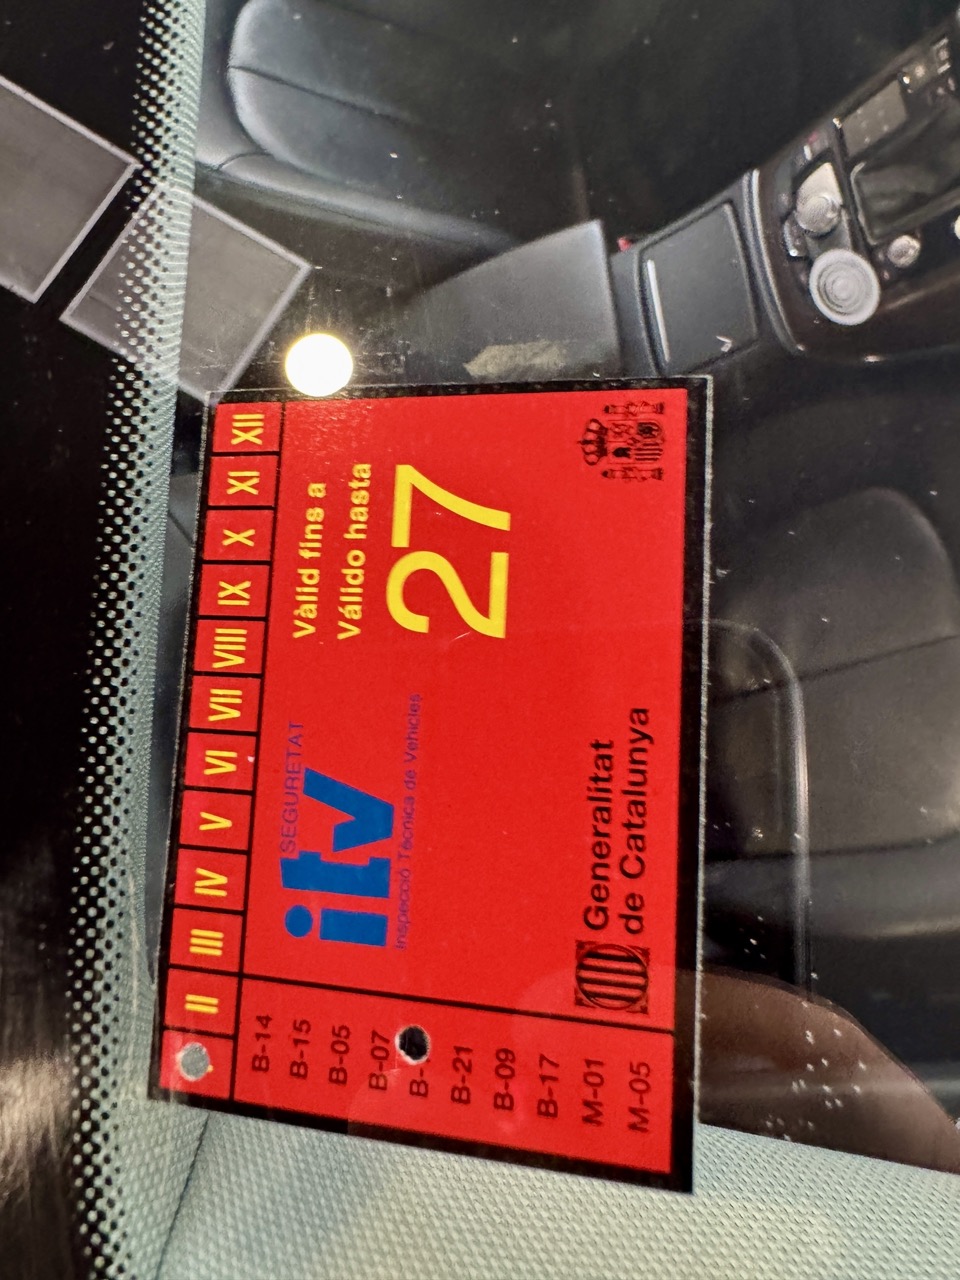 II III IV V VI VII VIII IX X XI XII
SEGURETAT
itv
Inspecció Tècnica de Vehicles
Vàlid fins a
Válido hasta
27
B-14
B-15
B-05
B-07
B-
B-21
B-09
B-17
M-01
M-05
Generalitat
de Catalunya